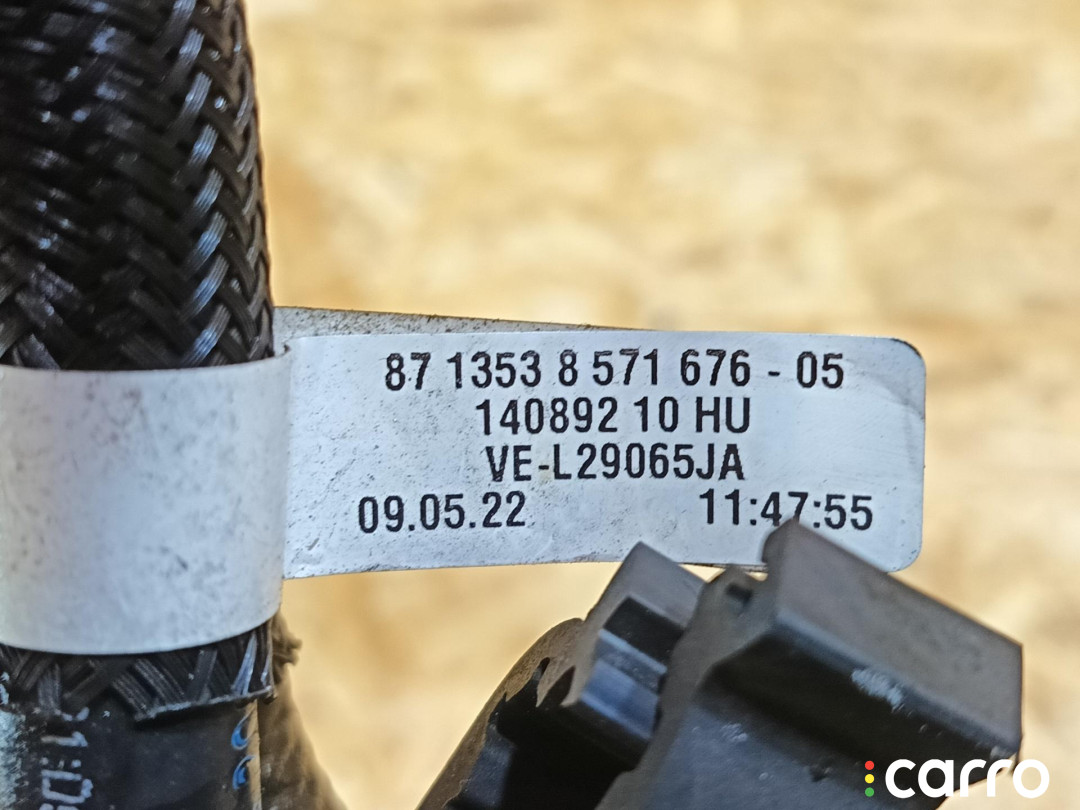 87 1353 8 571 676 - 05
140892 10 HU
VE-L29065JA
09.05.22 11:47:55
carro